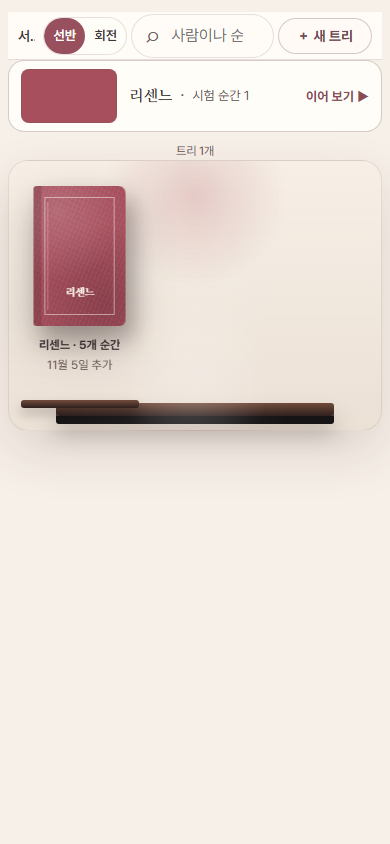 서..
선반
회전
사람이나 순
+ 새 트리
리센느 · 시험 순간 1
이어 보기 ▶
트리 1개
리센느
리센느 · 5개 순간
11월 5일 추가